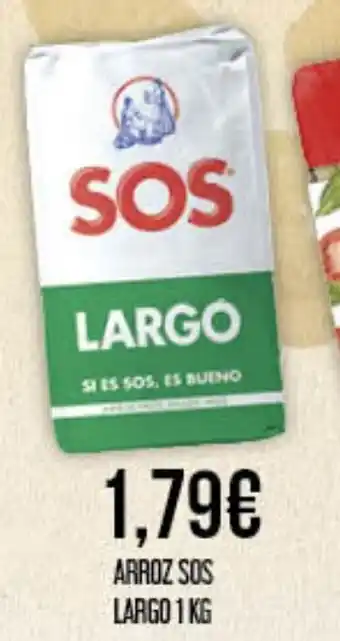 SOS
LARGO
SI ES SOS, ES BUENO
1,79€
ARROZ SOS
LARGO 1 KG